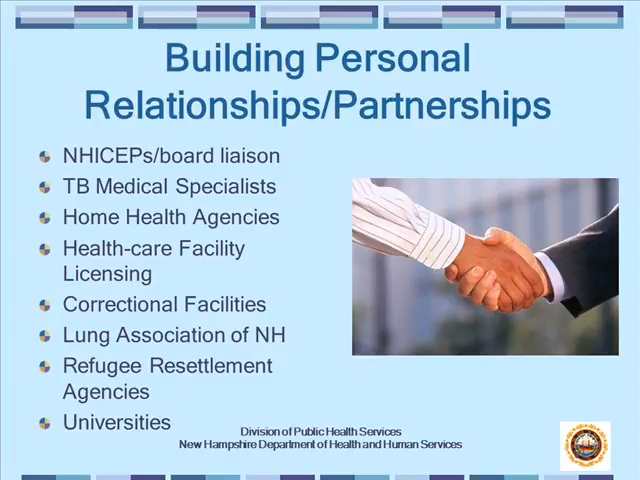 Building Personal
Relationships/Partnerships
NHICEPs/board liaison
TB Medical Specialists
Home Health Agencies
Health-care Facility
Licensing
Correctional Facilities
Lung Association of NH
Refugee Resettlement
Agencies
Universities
Division of Public Health Services
New Hampshire Department of Health and Human Services